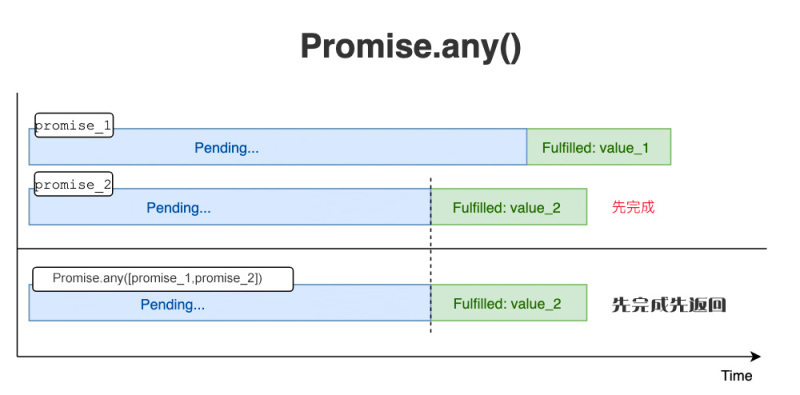 Promise.any()
promise_1
Pending...
Fulfilled: value_1
promise_2
Pending...
Fulfilled: value_2
先完成
Promise.any([promise_1,promise_2])
Pending...
Fulfilled: value_2
先完成先返回
Time